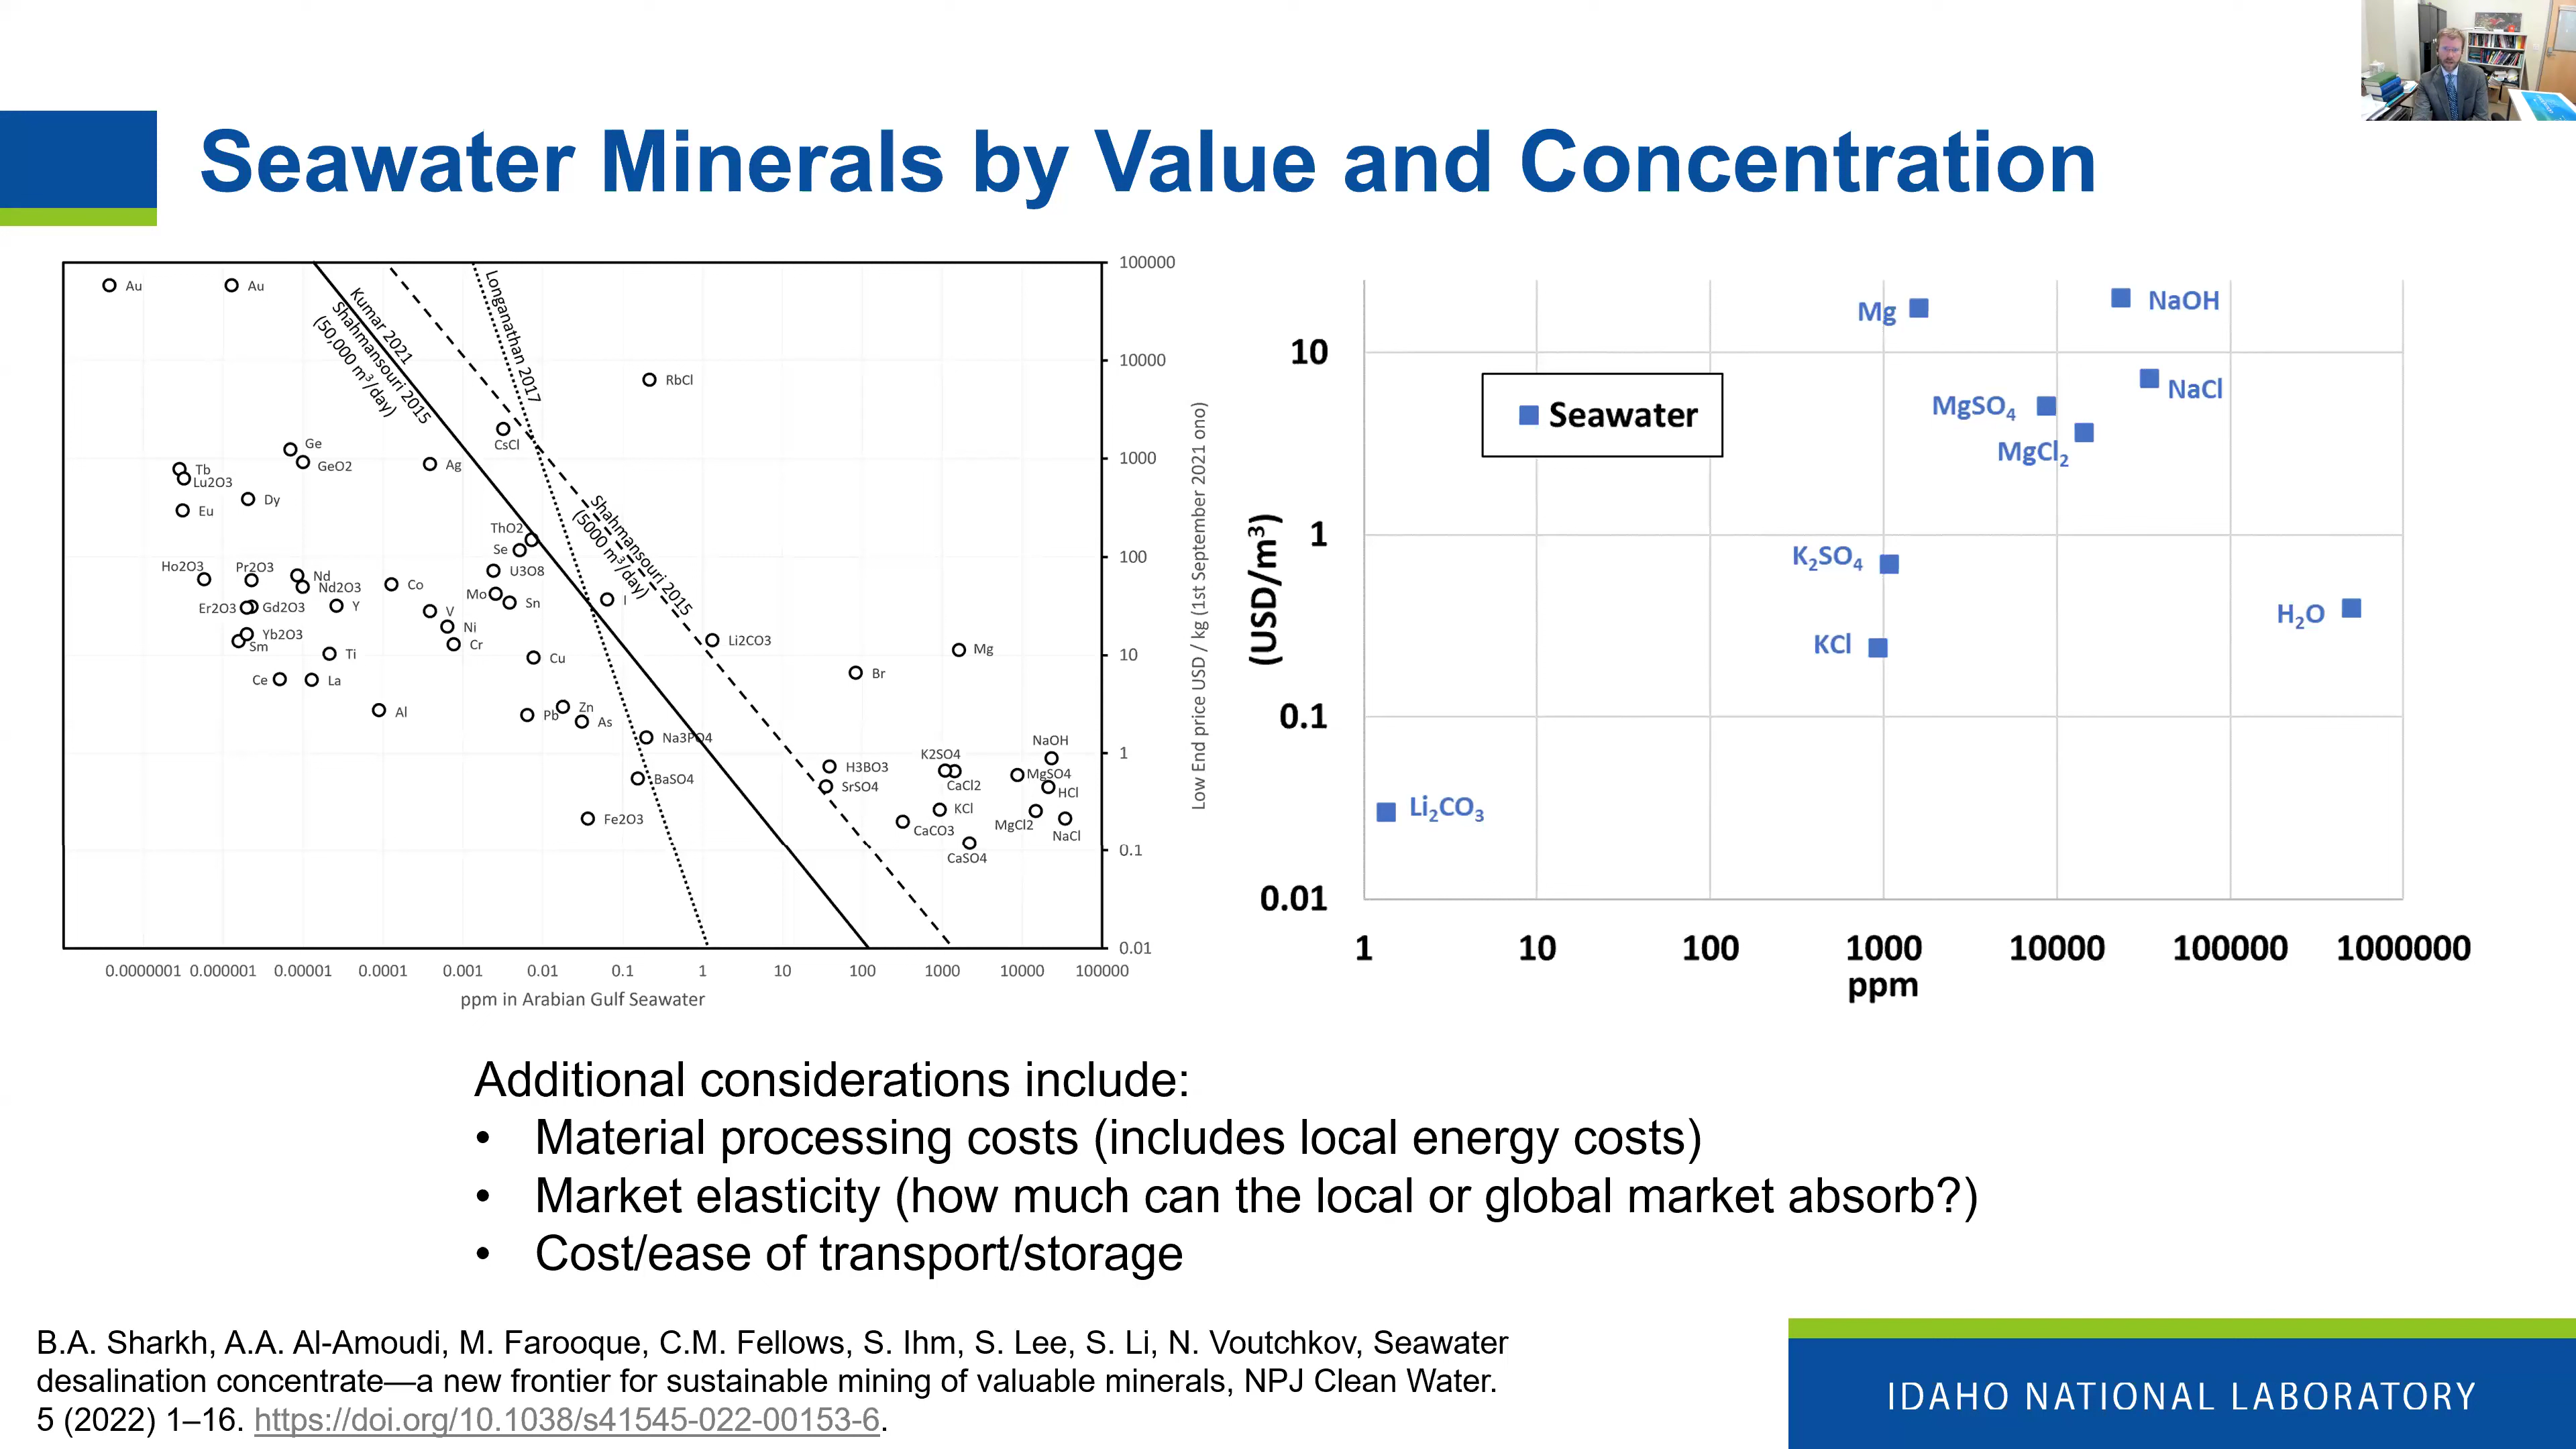 Seawater Minerals by Value and Concentration
Au
Au
Kumar 2021
Shahmansouri 2015
(50,000 m³/day)
Longanathan 2017
RbCl
CsCl
Ge
GeO2
Ag
Tb
Lu2O3
Dy
Eu
ThO2
Se
Shahmansouri 2015
(5000 m³/day)
Ho2O3
Pr2O3
Nd
Nd2O3
Co
U3O8
Mo
Sn
I
Er2O3
Gd2O3
Y
V
Ni
Cr
Yb2O3
Sm
Ti
Cu
Li2CO3
Mg
Ce
La
Br
Al
Pb
Zn
As
Na3PO4
NaOH
K2SO4
H3BO3
BaSO4
SrSO4
CaCl2
MgSO4
HCl
KCl
Fe2O3
CaCO3
MgCl2
NaCl
CaSO4
100000
10000
1000
100
10
1
0.1
0.01
Low End price USD / kg (1st September 2021 ono)
0.0000001 0.000001 0.00001 0.0001 0.001 0.01 0.1 1 10 100 1000 10000 100000
ppm in Arabian Gulf Seawater
10
1
0.1
0.01
(USD/m³)
Seawater
Mg
NaOH
NaCl
MgSO₄
MgCl₂
K₂SO₄
H₂O
KCl
Li₂CO₃
1 10 100 1000 10000 100000 1000000
ppm
Additional considerations include:
• Material processing costs (includes local energy costs)
• Market elasticity (how much can the local or global market absorb?)
• Cost/ease of transport/storage
B.A. Sharkh, A.A. Al-Amoudi, M. Farooque, C.M. Fellows, S. Ihm, S. Lee, S. Li, N. Voutchkov, Seawater
desalination concentrate—a new frontier for sustainable mining of valuable minerals, NPJ Clean Water.
5 (2022) 1–16. https://doi.org/10.1038/s41545-022-00153-6.
IDAHO NATIONAL LABORATORY